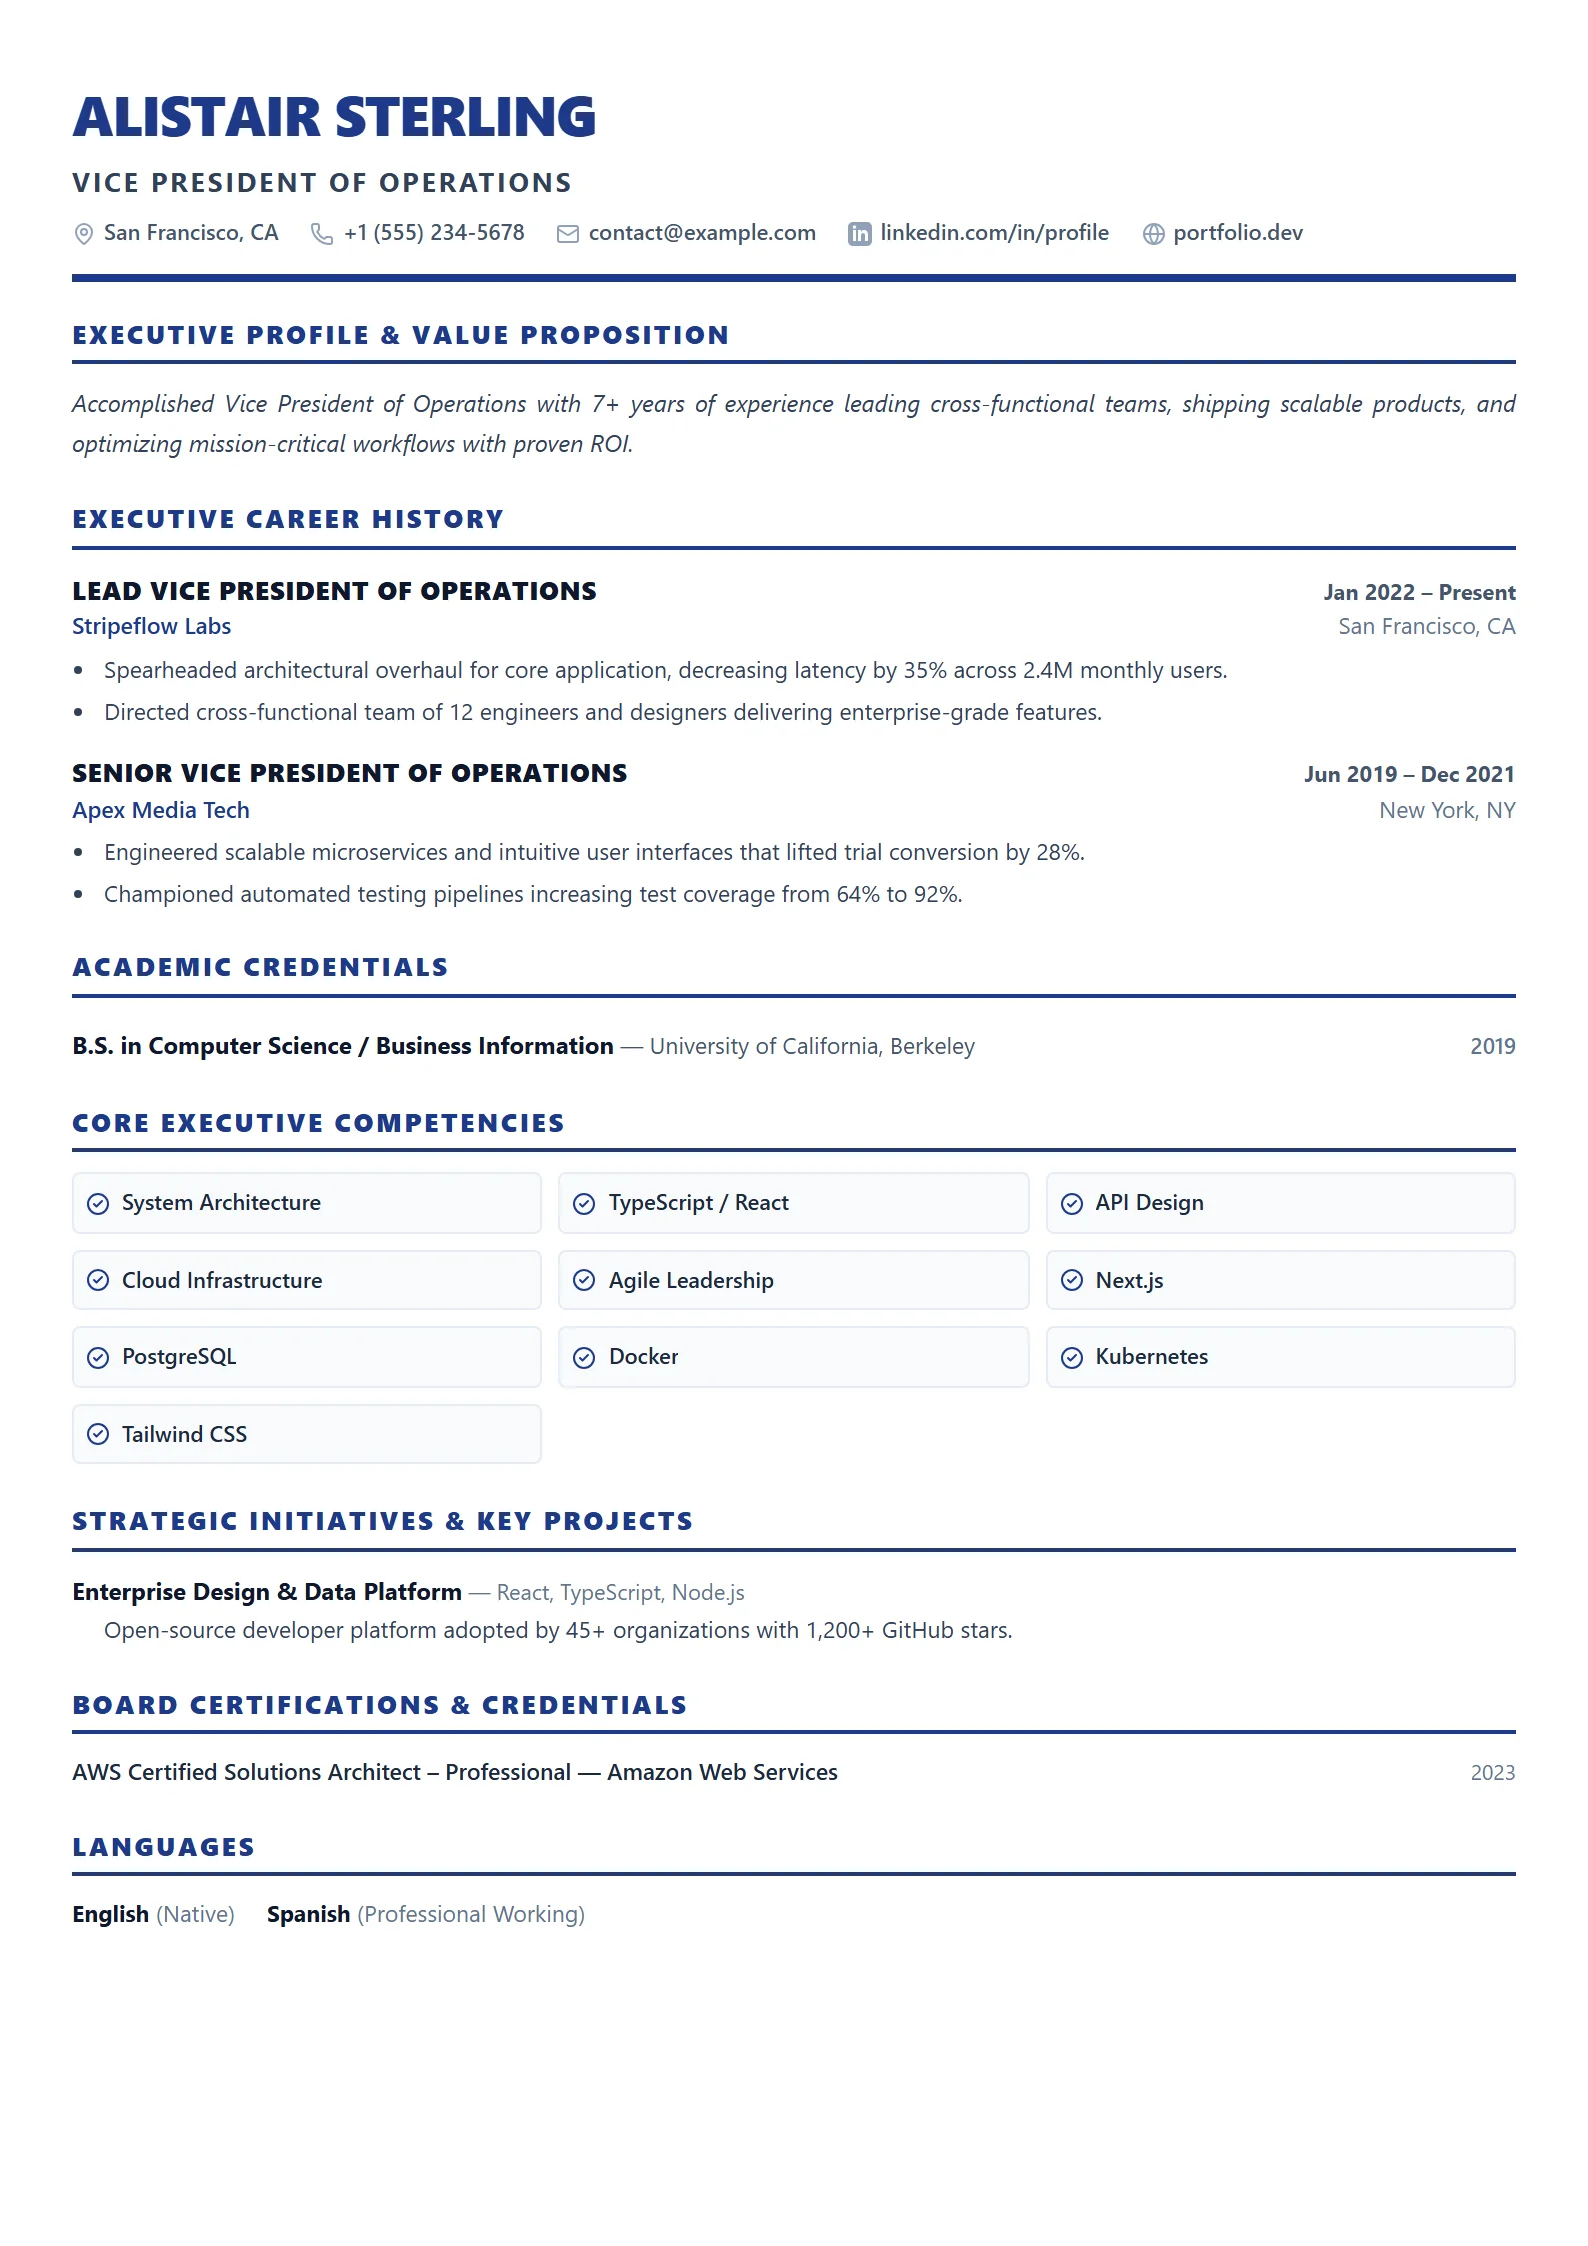 ALISTAIR STERLING
VICE PRESIDENT OF OPERATIONS
San Francisco, CA +1 (555) 234-5678 contact@example.com linkedin.com/in/profile portfolio.dev
EXECUTIVE PROFILE & VALUE PROPOSITION
Accomplished Vice President of Operations with 7+ years of experience leading cross-functional teams, shipping scalable products, and
optimizing mission-critical workflows with proven ROI.
EXECUTIVE CAREER HISTORY
LEAD VICE PRESIDENT OF OPERATIONS Jan 2022 – Present
Stripeflow Labs San Francisco, CA
• Spearheaded architectural overhaul for core application, decreasing latency by 35% across 2.4M monthly users.
• Directed cross-functional team of 12 engineers and designers delivering enterprise-grade features.
SENIOR VICE PRESIDENT OF OPERATIONS Jun 2019 – Dec 2021
Apex Media Tech New York, NY
• Engineered scalable microservices and intuitive user interfaces that lifted trial conversion by 28%.
• Championed automated testing pipelines increasing test coverage from 64% to 92%.
ACADEMIC CREDENTIALS
B.S. in Computer Science / Business Information — University of California, Berkeley 2019
CORE EXECUTIVE COMPETENCIES
System Architecture TypeScript / React API Design
Cloud Infrastructure Agile Leadership Next.js
PostgreSQL Docker Kubernetes
Tailwind CSS
STRATEGIC INITIATIVES & KEY PROJECTS
Enterprise Design & Data Platform — React, TypeScript, Node.js
Open-source developer platform adopted by 45+ organizations with 1,200+ GitHub stars.
BOARD CERTIFICATIONS & CREDENTIALS
AWS Certified Solutions Architect – Professional — Amazon Web Services 2023
LANGUAGES
English (Native) Spanish (Professional Working)